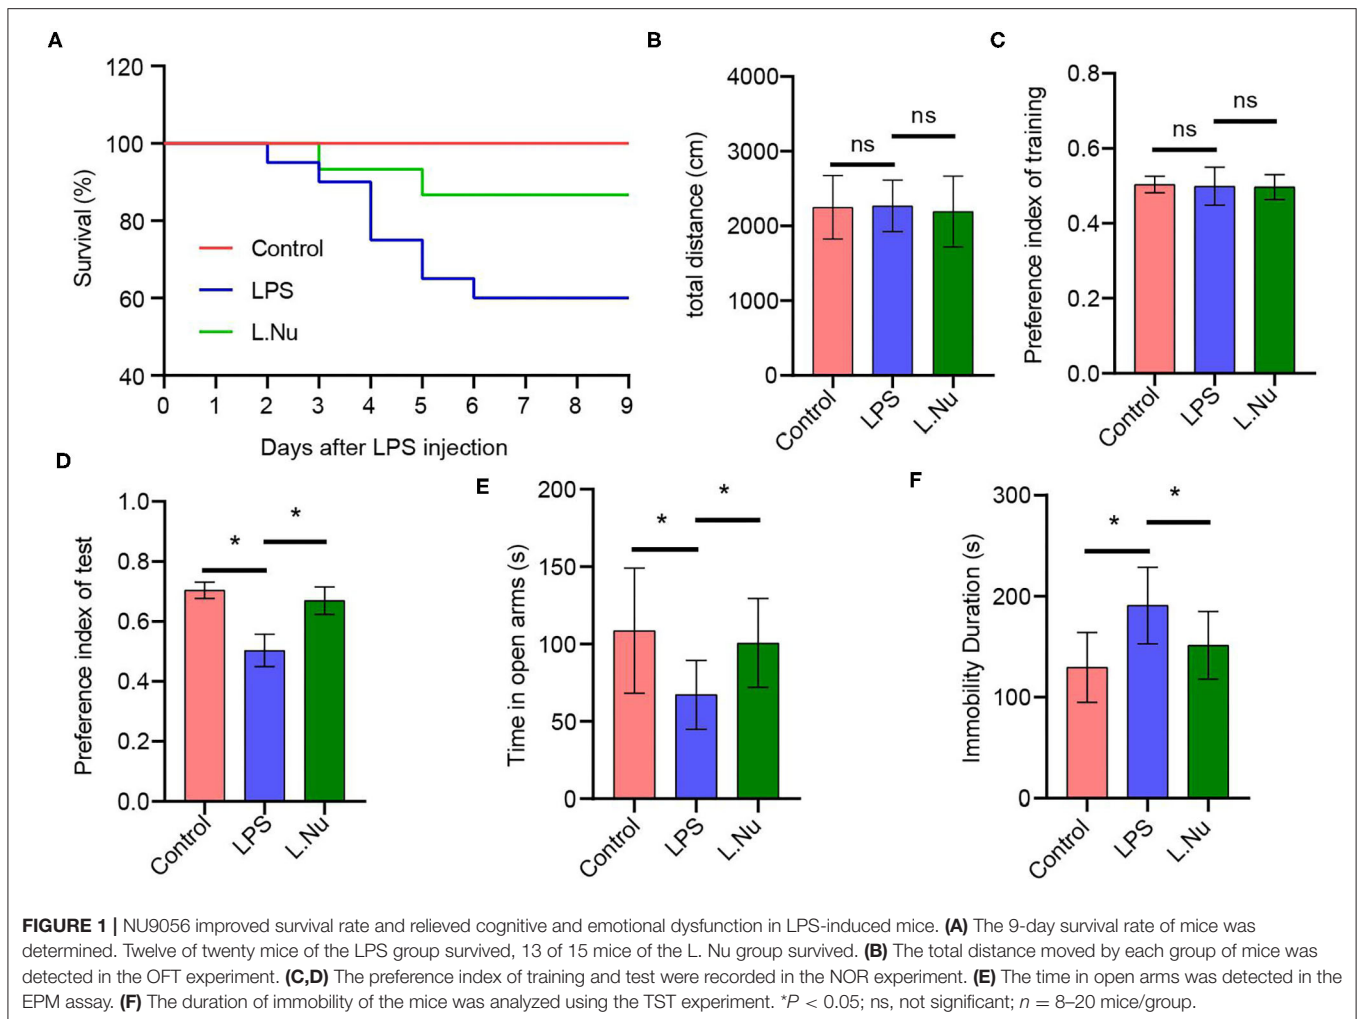 A
120
100
80
60
40
Survival (%)
Control
LPS
L.Nu
0 1 2 3 4 5 6 7 8 9
Days after LPS injection
B
4000
3000
2000
1000
0
total distance (cm)
ns
ns
Control LPS L.Nu
C
0.8
0.6
0.4
0.2
0.0
Preference index of training
ns
ns
Control LPS L.Nu
D
1.0
0.8
0.6
0.4
0.2
0.0
Preference index of test
*
*
Control LPS L.Nu
E
200
150
100
50
0
Time in open arms (s)
*
*
Control LPS L.Nu
F
300
200
100
0
Immobility Duration (s)
*
*
Control LPS L.Nu
FIGURE 1 | NU9056 improved survival rate and relieved cognitive and emotional dysfunction in LPS-induced mice. (A) The 9-day survival rate of mice was
determined. Twelve of twenty mice of the LPS group survived, 13 of 15 mice of the L. Nu group survived. (B) The total distance moved by each group of mice was
detected in the OFT experiment. (C,D) The preference index of training and test were recorded in the NOR experiment. (E) The time in open arms was detected in the
EPM assay. (F) The duration of immobility of the mice was analyzed using the TST experiment. *P < 0.05; ns, not significant; n = 8–20 mice/group.